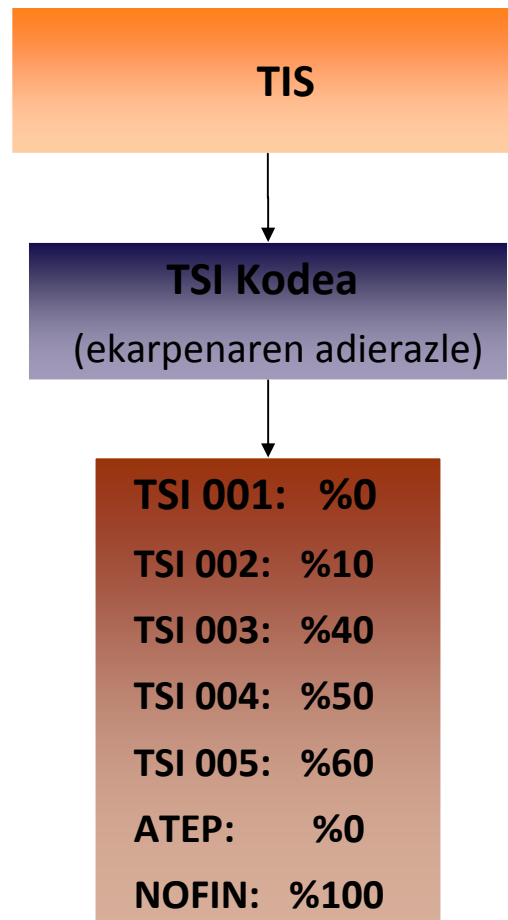 TIS
TSI Kodea
(ekarpenaren adierazle)
TSI 001: %0
TSI 002: %10
TSI 003: %40
TSI 004: %50
TSI 005: %60
ATEP: %0
NOFIN: %100